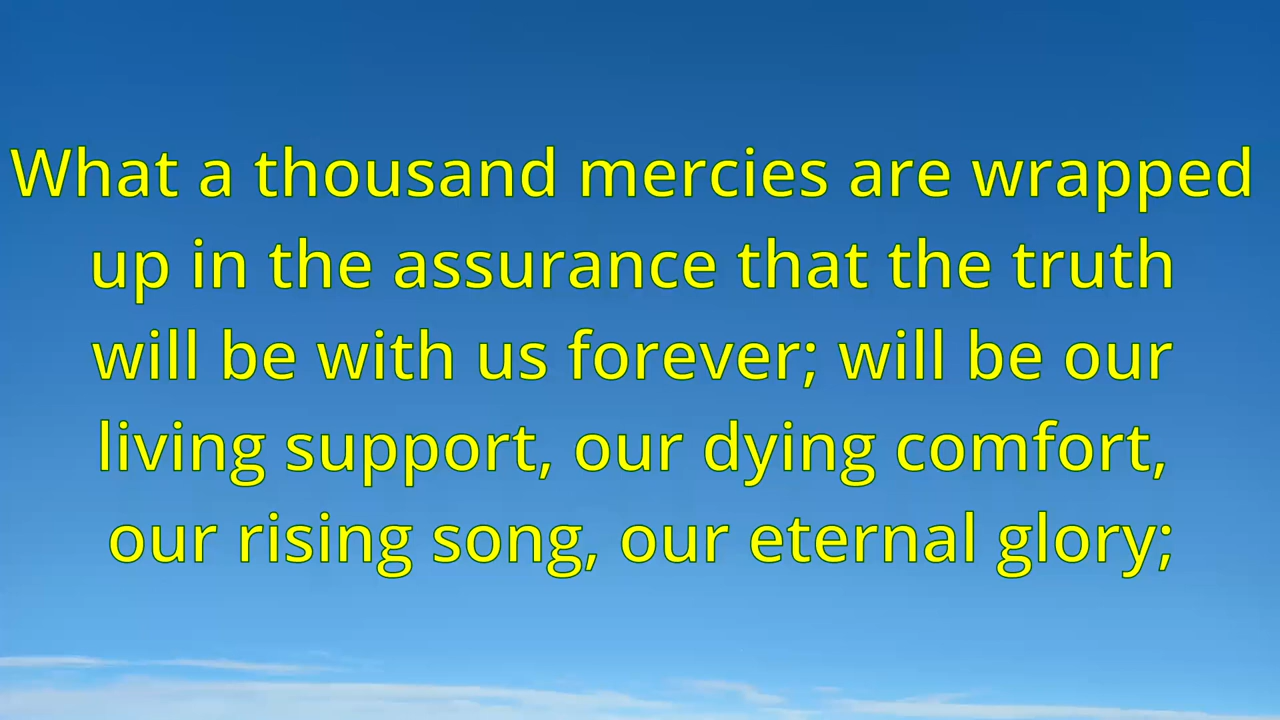 What a thousand mercies are wrapped
up in the assurance that the truth
will be with us forever; will be our
living support, our dying comfort,
our rising song, our eternal glory;